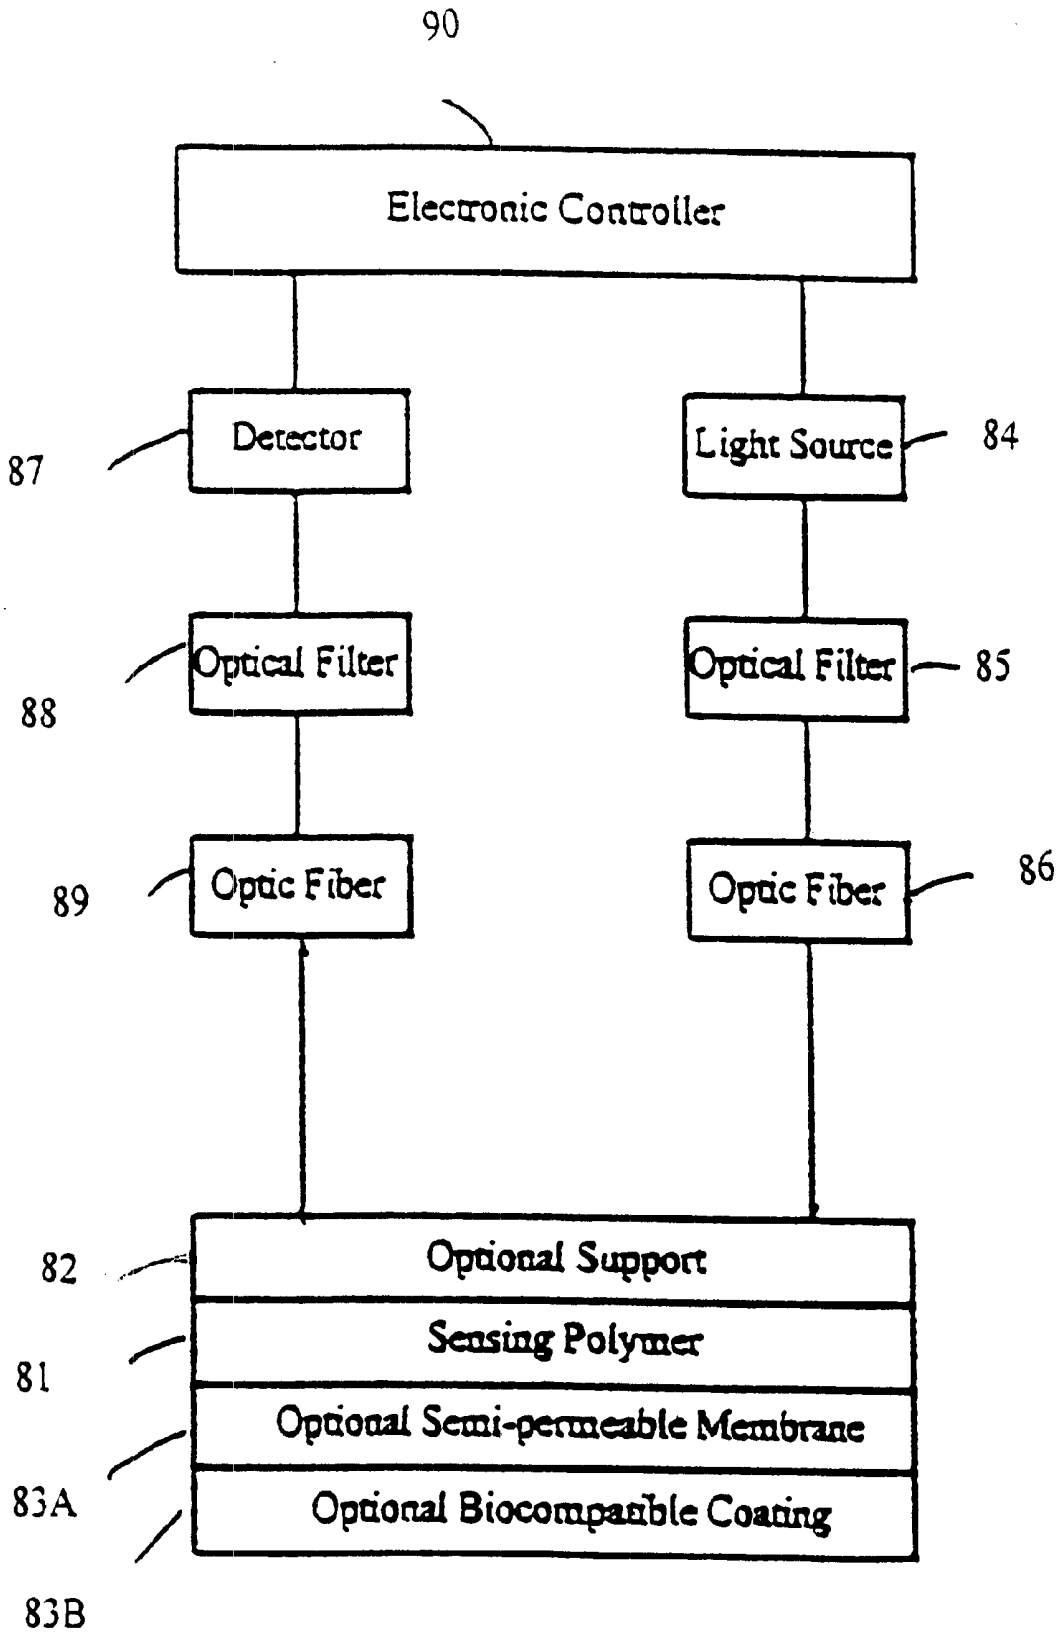 90
Electronic Controller
Detector
Light Source
84
87
Optical Filter
Optical Filter
85
88
Optic Fiber
Optic Fiber
86
89
Optional Support
82
Sensing Polymer
81
Optional Semi-permeable Membrane
83A
Optional Biocompatible Coating
83B